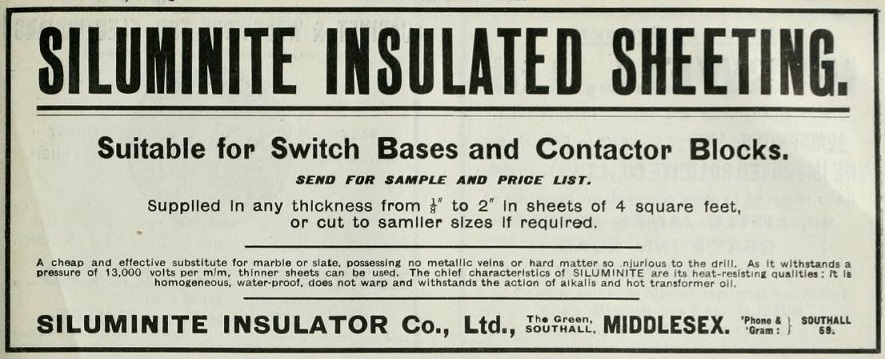 SILUMINITE INSULATED SHEETING.
Suitable for Switch Bases and Contactor Blocks.
SEND FOR SAMPLE AND PRICE LIST.
Supplied in any thickness from ⅛" to 2" in sheets of 4 square feet,
or cut to samller sizes if required.
A cheap and effective substitute for marble or slate, possessing no metallic veins or hard matter so njurious to the drill. As it withstands a
pressure of 13,000 volts per m/m, thinner sheets can be used. The chief characteristics of SILUMINITE are its heat-resisting qualities; it is
homogeneous, water-proof, does not warp and withstands the action of alkalis and hot transformer oil.
SILUMINITE INSULATOR Co., Ltd., The Green, SOUTHALL, MIDDLESEX. 'Phone & 'Gram: } SOUTHALL 59.